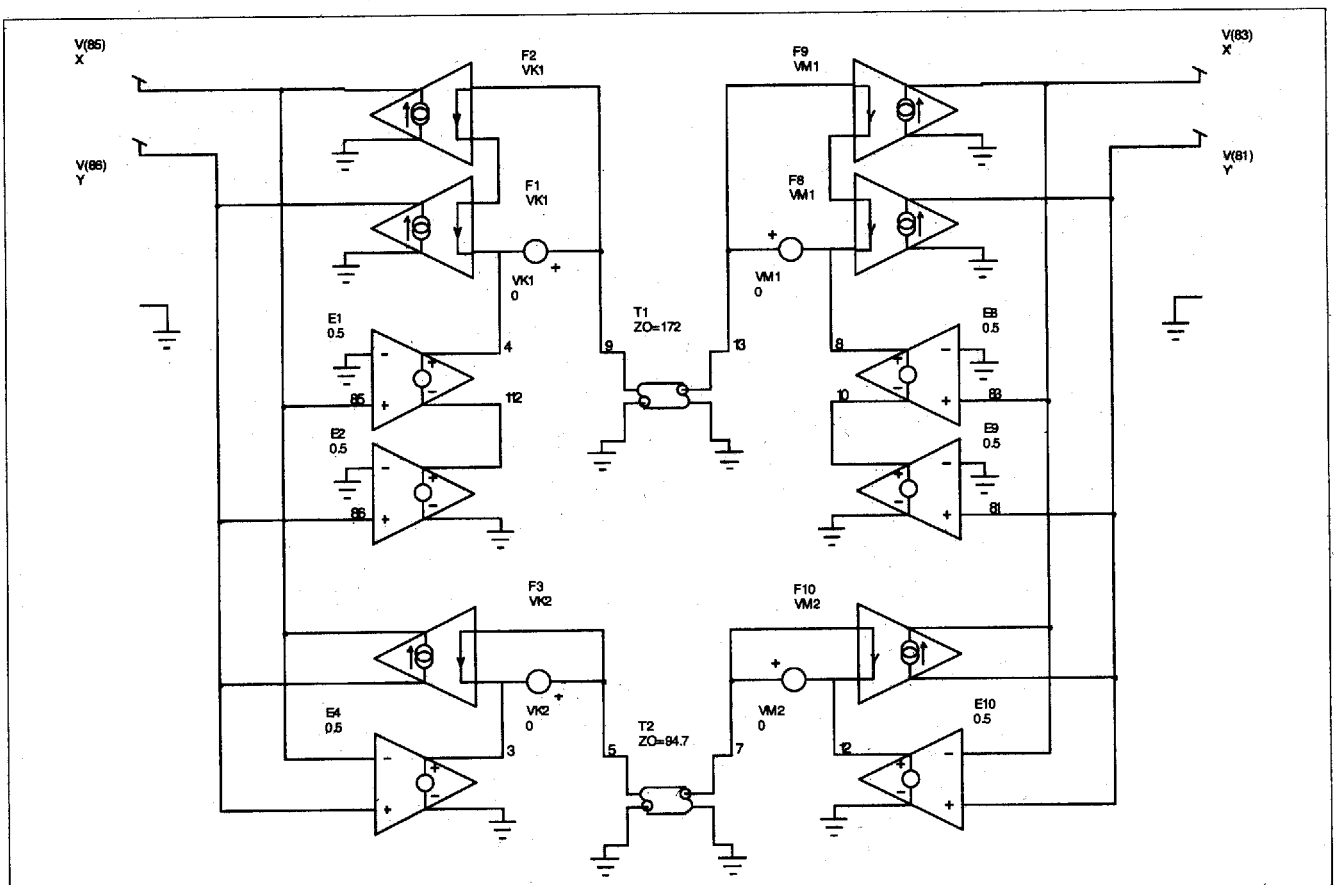 V(85)
X
V(86)
Y
F2
VK1
F9
VM1
V(83)
X'
V(81)
Y'
F1
VK1
F8
VM1
+
+
VK1
0
VM1
0
E1
0.5
T1
ZO=172
E8
0.5
-
+
-
+
85
4
9
13
8
-
+
83
+
-
112
10
E2
0.5
E9
0.5
-
+
-
+
86
-
+
81
+
-
F3
VK2
F10
VM2
+
+
VK2
0
VM2
0
E4
0.5
T2
ZO=94.7
E10
0.5
3
5
7
12
-
+
+
-
+
-
-
+